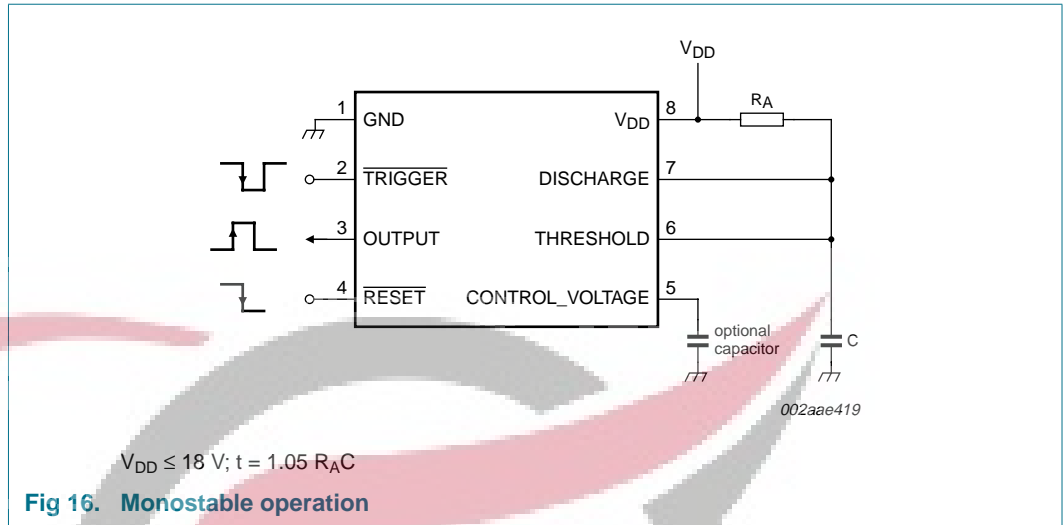 VDD
RA
1 GND
VDD 8
2 TRIGGER
DISCHARGE 7
3 OUTPUT
THRESHOLD 6
4 RESET
CONTROL_VOLTAGE 5
optional
capacitor
C
002aae419
VDD ≤ 18 V; t = 1.05 RAC
Fig 16. Monostable operation